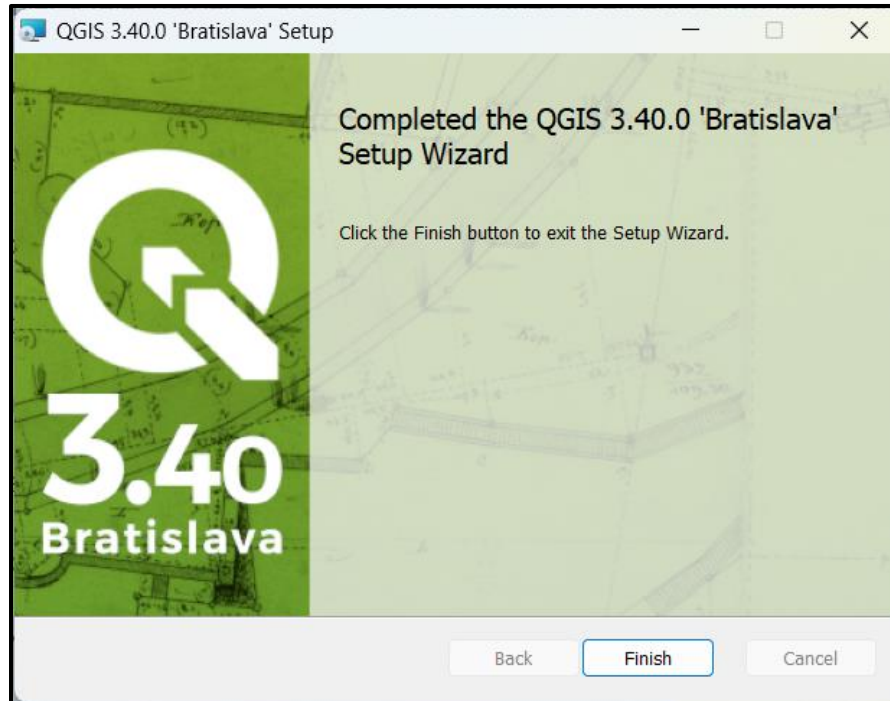 QGIS 3.40.0 'Bratislava' Setup
Completed the QGIS 3.40.0 'Bratislava'
Setup Wizard
Click the Finish button to exit the Setup Wizard.
3.40
Bratislava
Back
Finish
Cancel